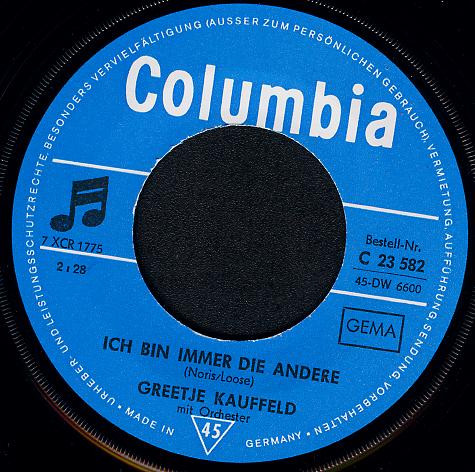 URHEBER- UND LEISTUNGSSCHUTZRECHTE, BESONDERS VERVIELFÄLTIGUNG (AUSSER ZUM PERSÖNLICHEN GEBRAUCH), VERMIETUNG, AUFFÜHRUNG, SENDUNG, VORBEHALTEN
Columbia
7 XCR 1775
2:28
Bestell-Nr.
C 23 582
45-DW 6600
GEMA
ICH BIN IMMER DIE ANDERE
(Noris/Loose)
GREETJE KAUFFELD
mit Orchester
45
• MADE IN GERMANY •